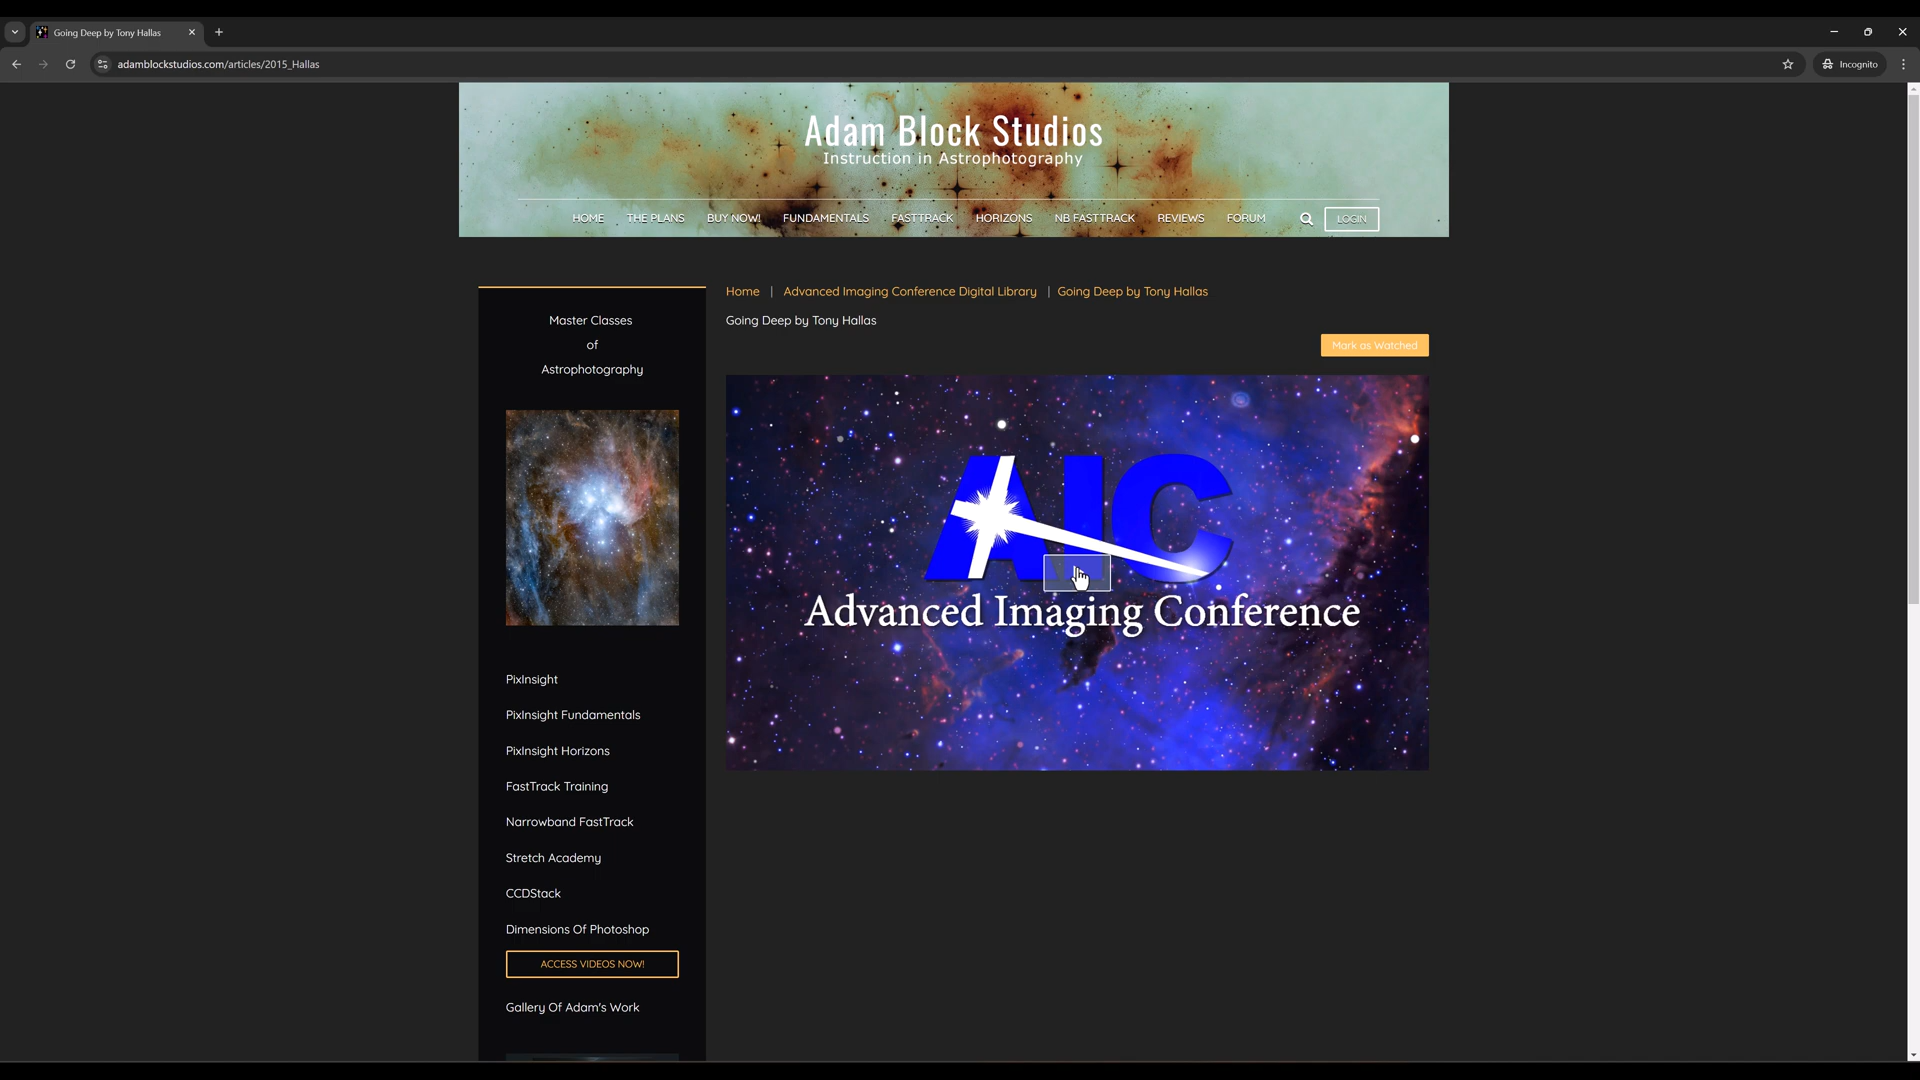 Going Deep by Tony Hallas
adamblockstudios.com/articles/2015_Hallas
Incognito
Adam Block Studios
Instruction in Astrophotography
HOME THE PLANS BUY NOW! FUNDAMENTALS FASTTRACK HORIZONS NB FASTTRACK REVIEWS FORUM LOGIN
Master Classes
of
Astrophotography
PixInsight
PixInsight Fundamentals
PixInsight Horizons
FastTrack Training
Narrowband FastTrack
Stretch Academy
CCDStack
Dimensions Of Photoshop
ACCESS VIDEOS NOW!
Gallery Of Adam's Work
Home | Advanced Imaging Conference Digital Library | Going Deep by Tony Hallas
Going Deep by Tony Hallas
Mark as Watched
AIC
Advanced Imaging Conference